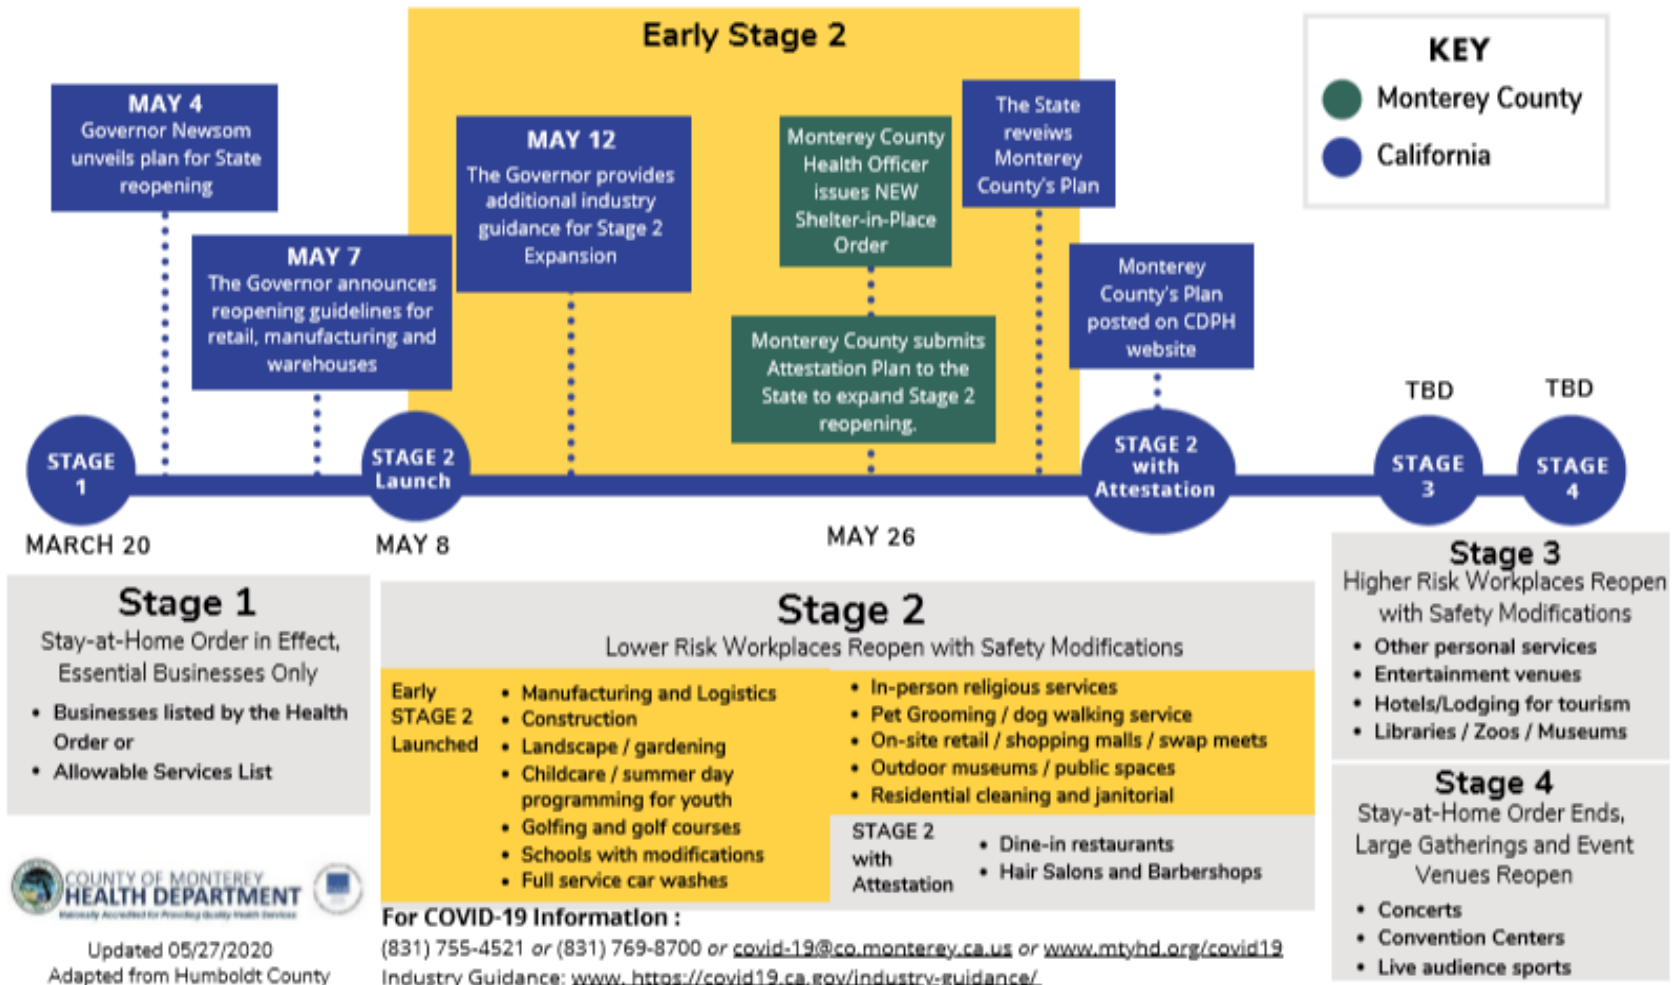 Early Stage 2
KEY
Monterey County
California
MAY 4
Governor Newsom
unveils plan for State
reopening
MAY 7
The Governor announces
reopening guidelines for
retail, manufacturing and
warehouses
MAY 12
The Governor provides
additional industry
guidance for Stage 2
Expansion
Monterey County
Health Officer
issues NEW
Shelter-in-Place
Order
Monterey County submits
Attestation Plan to the
State to expand Stage 2
reopening.
The State
reveiws
Monterey
County's Plan
Monterey
County's Plan
posted on CDPH
website
TBD
TBD
STAGE
1
STAGE 2
Launch
STAGE 2
with
Attestation
STAGE
3
STAGE
4
MARCH 20
MAY 8
MAY 26
Stage 1
Stay-at-Home Order in Effect,
Essential Businesses Only
• Businesses listed by the Health
Order or
• Allowable Services List
Stage 2
Lower Risk Workplaces Reopen with Safety Modifications
Early
STAGE 2
Launched
• Manufacturing and Logistics
• Construction
• Landscape / gardening
• Childcare / summer day
programming for youth
• Golfing and golf courses
• Schools with modifications
• Full service car washes
• In-person religious services
• Pet Grooming / dog walking service
• On-site retail / shopping malls / swap meets
• Outdoor museums / public spaces
• Residential cleaning and janitorial
STAGE 2
with
Attestation
• Dine-in restaurants
• Hair Salons and Barbershops
Stage 3
Higher Risk Workplaces Reopen
with Safety Modifications
• Other personal services
• Entertainment venues
• Hotels/Lodging for tourism
• Libraries / Zoos / Museums
Stage 4
Stay-at-Home Order Ends,
Large Gatherings and Event
Venues Reopen
• Concerts
• Convention Centers
• Live audience sports
COUNTY OF MONTEREY
HEALTH DEPARTMENT
Nationally Accredited for Providing Quality Health Services
Updated 05/27/2020
Adapted from Humboldt County
For COVID-19 Information :
(831) 755-4521 or (831) 769-8700 or covid-19@co.monterey.ca.us or www.mtyhd.org/covid19
Industry Guidance: www. https://covid19.ca.gov/industry-guidance/